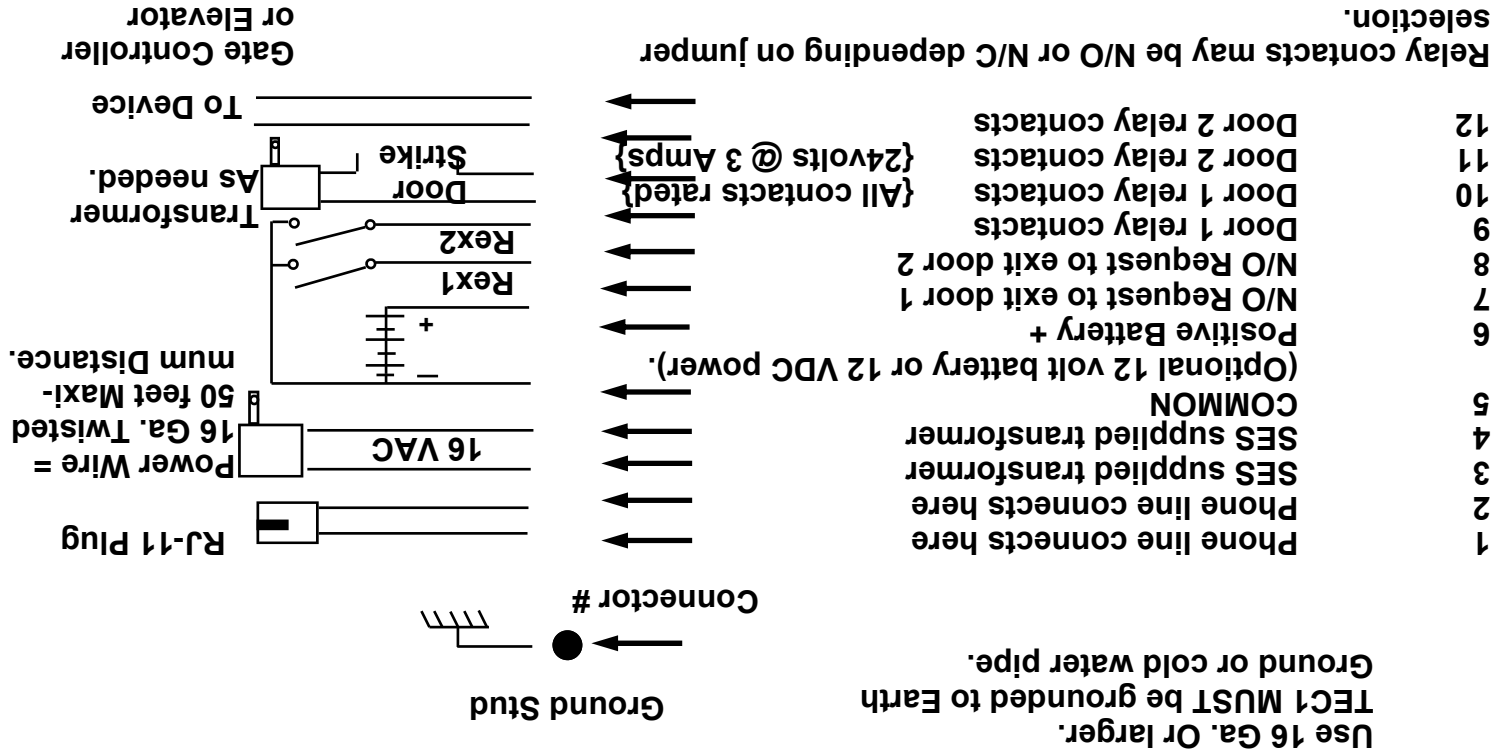 Use 16 Ga. Or larger.
TEC1 MUST be grounded to Earth
Ground or cold water pipe.
Ground Stud
Connector #
1 Phone line connects here
2 Phone line connects here
3 SES supplied transformer
4 SES supplied transformer
5 COMMON
(Optional 12 volt battery or 12 VDC power).
6 Positive Battery +
7 N/O Request to exit door 1
8 N/O Request to exit door 2
9 Door 1 relay contacts
10 Door 1 relay contacts {All contacts rated}
11 Door 2 relay contacts {24volts @ 3 Amps}
12 Door 2 relay contacts
Relay contacts may be N/O or N/C depending on jumper
selection.
RJ-11 Plug
16 VAC
Power Wire =
16 Ga. Twisted
50 feet Maxi-
mum Distance.
–
+
Rex1
Rex2
Door
Strike
Transformer
As needed.
To Device
Gate Controller
or Elevator